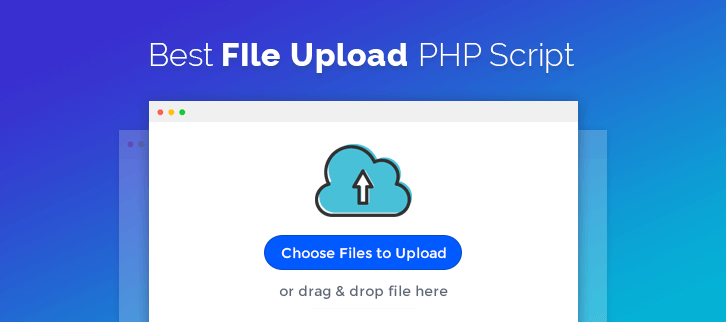 Best FIle Upload PHP Script
Choose Files to Upload
or drag & drop file here